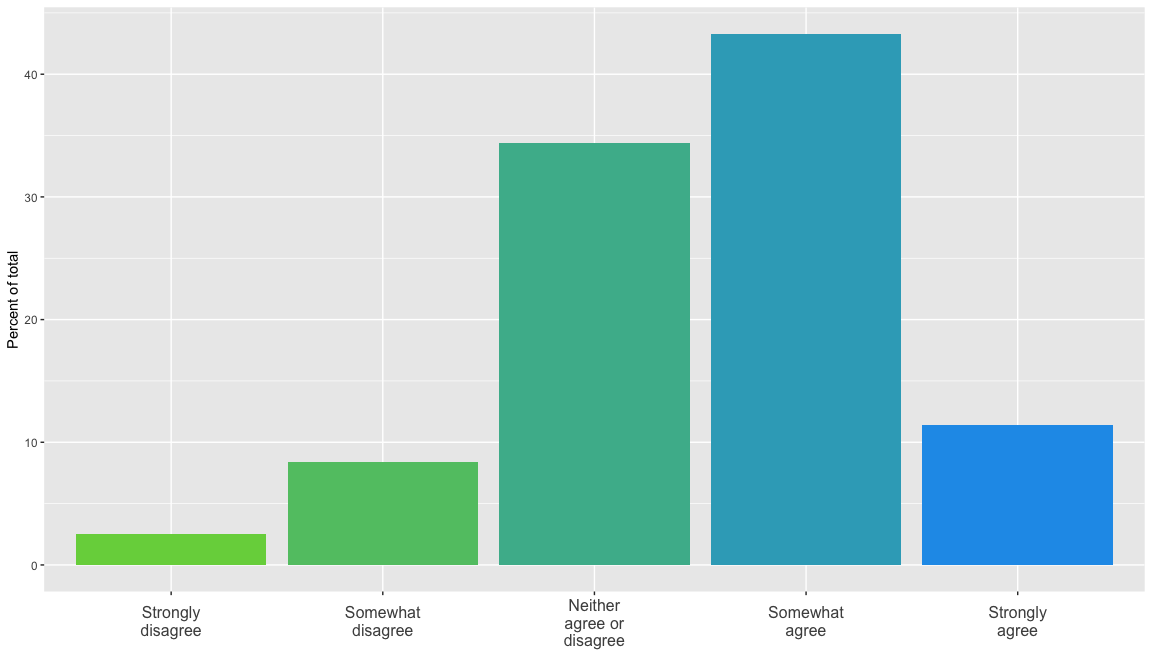 Percent of total
40
30
20
10
0
Strongly
disagree
Somewhat
disagree
Neither
agree or
disagree
Somewhat
agree
Strongly
agree